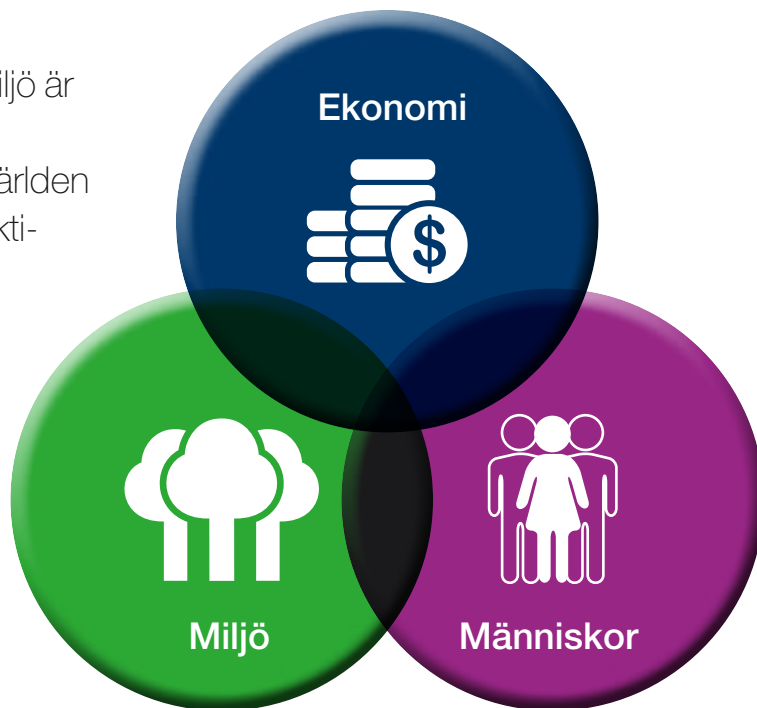 iljö är
ärlden
kti-
Ekonomi
$
Miljö
Människor